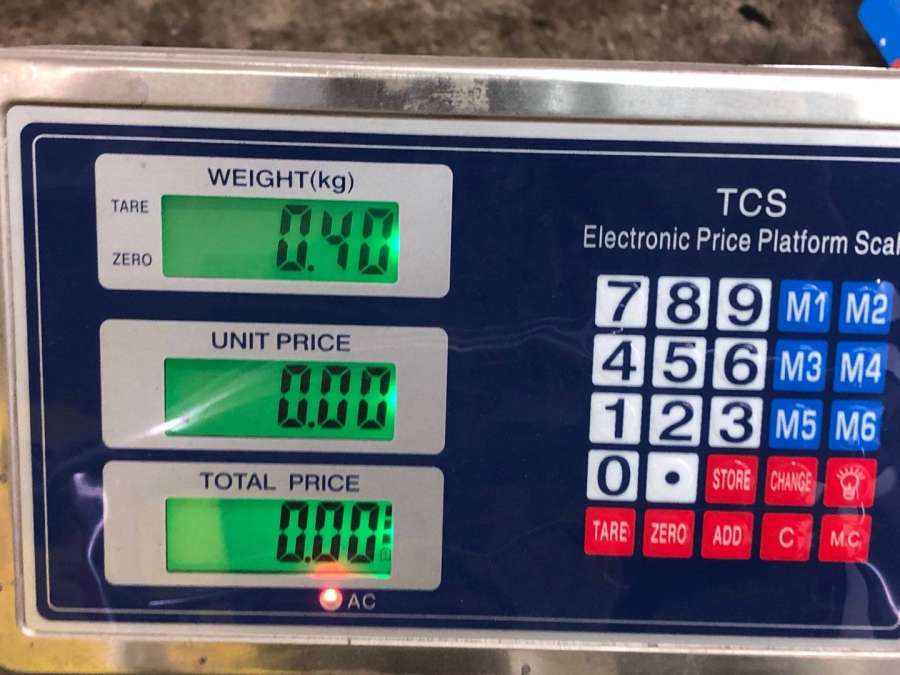 WEIGHT(kg)
TARE
0.40
ZERO
UNIT PRICE
0.00
TOTAL PRICE
0.00
AC
TCS
Electronic Price Platform Scal
7 8 9 M1 M2
4 5 6 M3 M4
1 2 3 M5 M6
0 . STORE CHANGE
TARE ZERO ADD C M.C